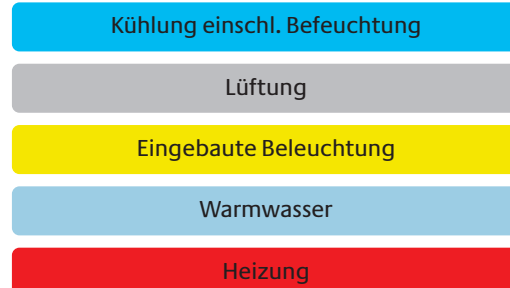 Kühlung einschl. Befeuchtung
Lüftung
Eingebaute Beleuchtung
Warmwasser
Heizung